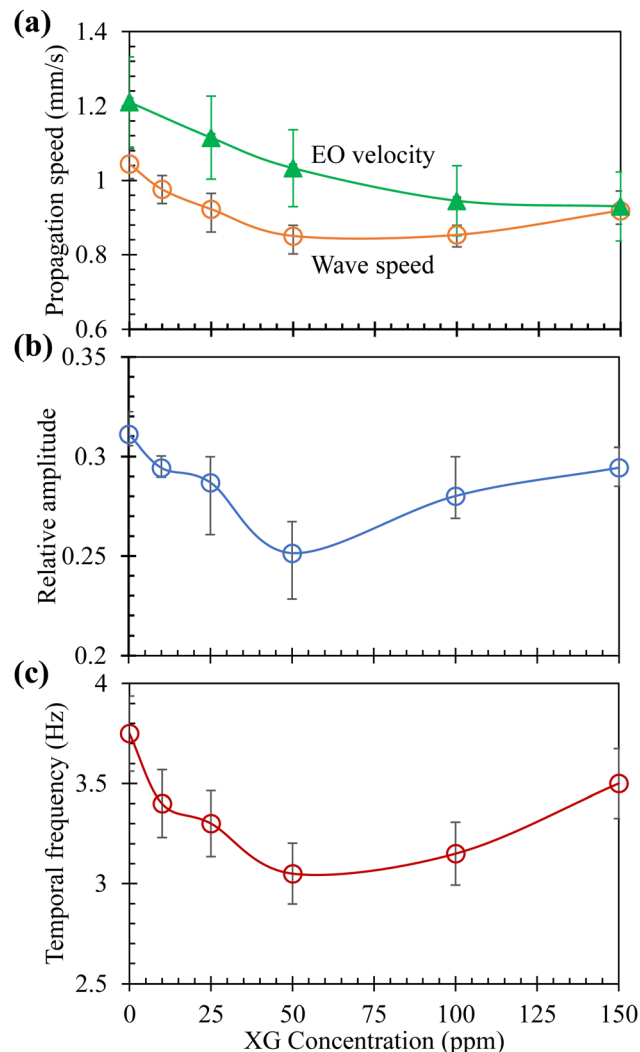 (a)
1.4
1.2
1
0.8
0.6
Propagation speed (mm/s)
EO velocity
Wave speed
(b)
0.35
0.3
0.25
0.2
Relative amplitude
(c)
4
3.5
3
2.5
Temporal frequency (Hz)
0 25 50 75 100 125 150
XG Concentration (ppm)